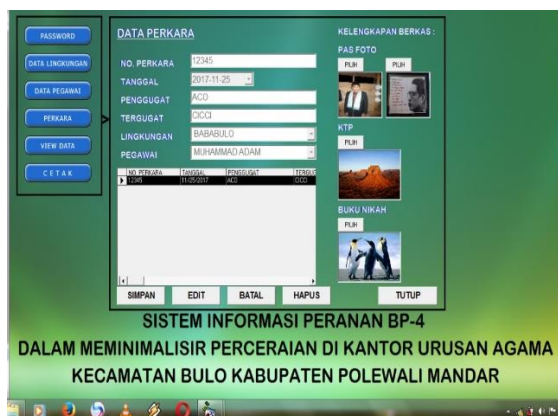 PASSWORD
DATA LINGKUNGAN
DATA PEGAWAI
PERKARA
VIEW DATA
C E T A K
>
DATA PERKARA
NO. PERKARA 12345
TANGGAL 2017-11-25
PENGGUGAT ACO
TERGUGAT CICCI
LINGKUNGAN BABABULO
PEGAWAI MUHAMMAD ADAM
NO. PERKARA TANGGAL PENGGUGAT TERGUG
12345 11/25/2017 ACO CICCI
SIMPAN EDIT BATAL HAPUS TUTUP
KELENGKAPAN BERKAS :
PAS FOTO
PILIH PILIH
KTP
PILIH
BUKU NIKAH
PILIH
SISTEM INFORMASI PERANAN BP-4
DALAM MEMINIMALISIR PERCERAIAN DI KANTOR URUSAN AGAMA
KECAMATAN BULO KABUPATEN POLEWALI MANDAR